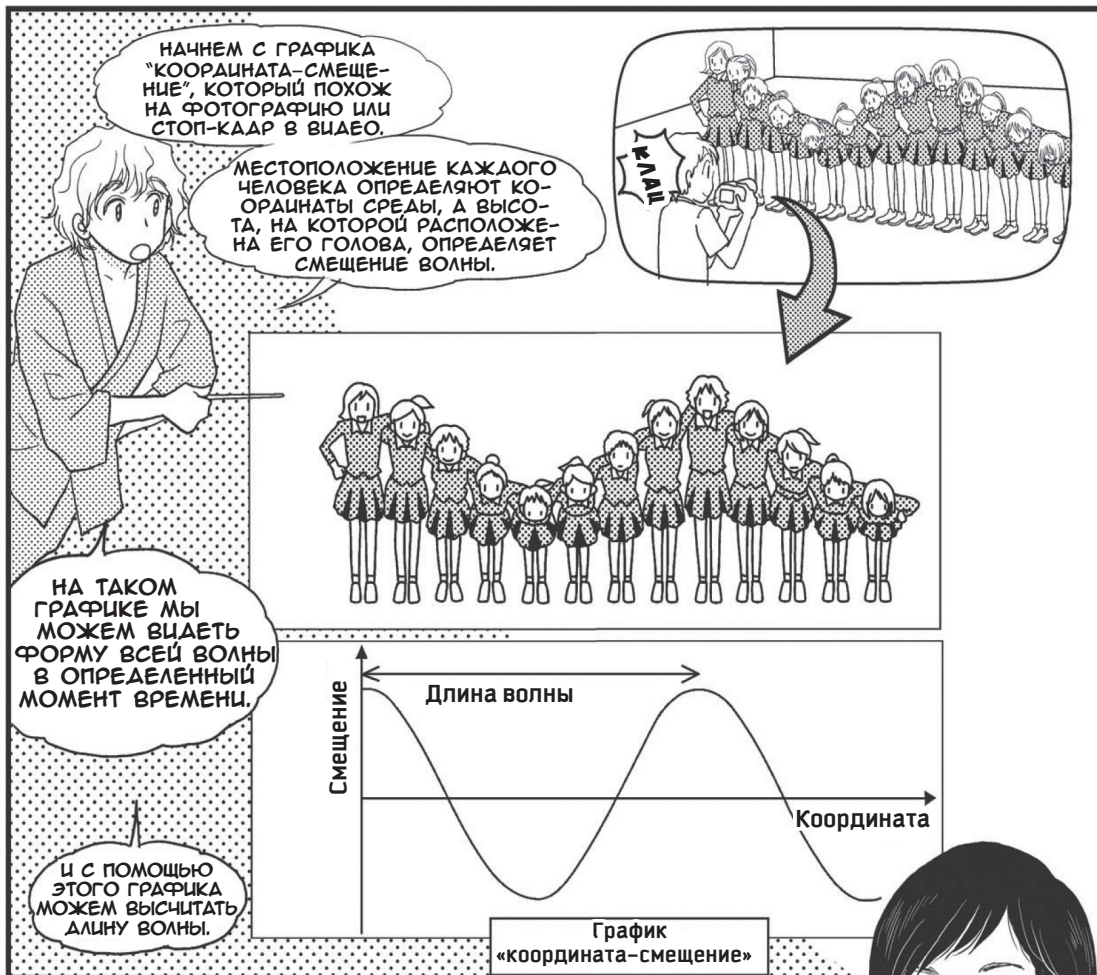 НАЧНЕМ С ГРАФИКА
"КООРДИНАТА–СМЕЩЕ-
НИЕ", КОТОРЫЙ ПОХОЖ
НА ФОТОГРАФИЮ ИЛИ
СТОП-КАДР В ВИДЕО.
МЕСТОПОЛОЖЕНИЕ КАЖДОГО
ЧЕЛОВЕКА ОПРЕДЕЛЯЮТ КО-
ОРДИНАТЫ СРЕДЫ, А ВЫСО-
ТА, НА КОТОРОЙ РАСПОЛОЖЕ-
НА ЕГО ГОЛОВА, ОПРЕДЕЛЯЕТ
СМЕЩЕНИЕ ВОЛНЫ.
КЛАЦ
НА ТАКОМ
ГРАФИКЕ МЫ
МОЖЕМ ВИДЕТЬ
ФОРМУ ВСЕЙ ВОЛНЫ
В ОПРЕДЕЛЕННЫЙ
МОМЕНТ ВРЕМЕНИ.
Смещение
Длина волны
Координата
И С ПОМОЩЬЮ
ЭТОГО ГРАФИКА
МОЖЕМ ВЫСЧИТАТЬ
ДЛИНУ ВОЛНЫ.
График
«координата–смещение»